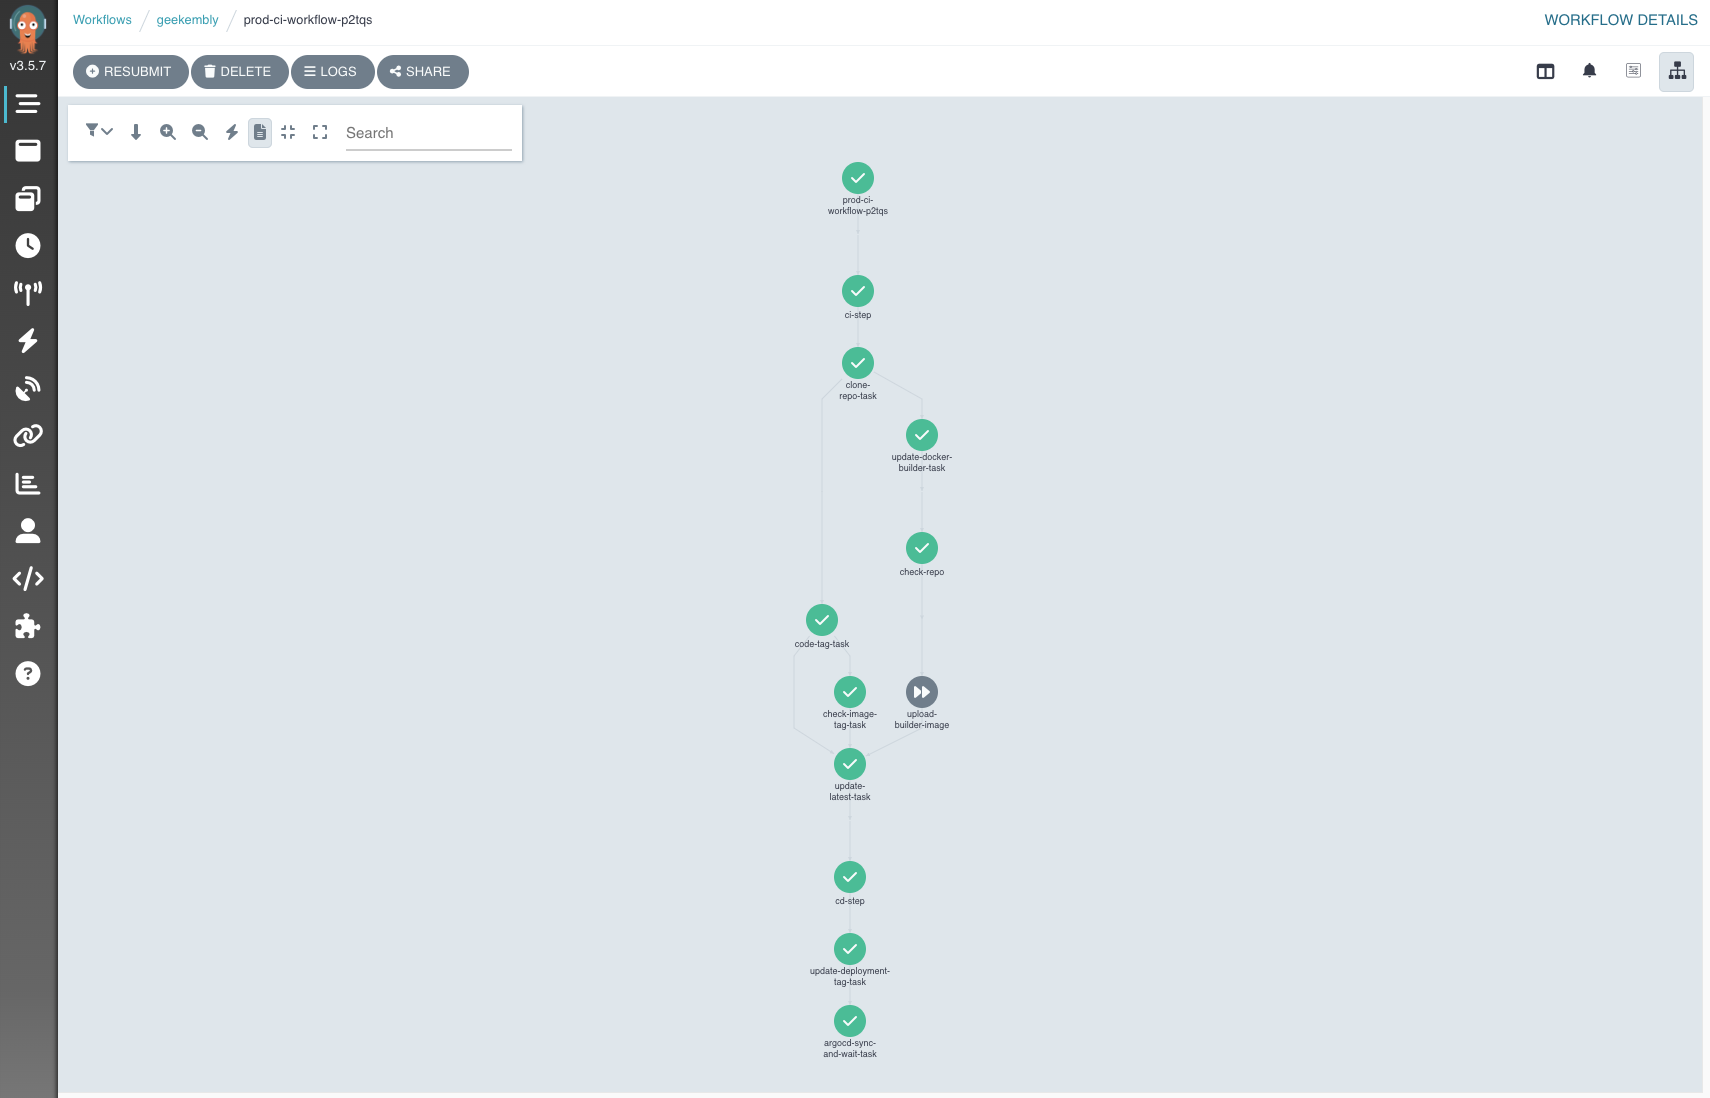 Workflows / geekembly / prod-ci-workflow-p2tqs
WORKFLOW DETAILS
v3.5.7
RESUBMIT
DELETE
LOGS
SHARE
Search
prod-ci-
workflow-p2tqs
ci-step
clone-
repo-task
update-docker-
builder-task
check-repo
code-tag-task
check-image-
tag-task
upload-
builder-image
update-
latest-task
cd-step
update-deployment-
tag-task
argocd-sync-
and-wait-task